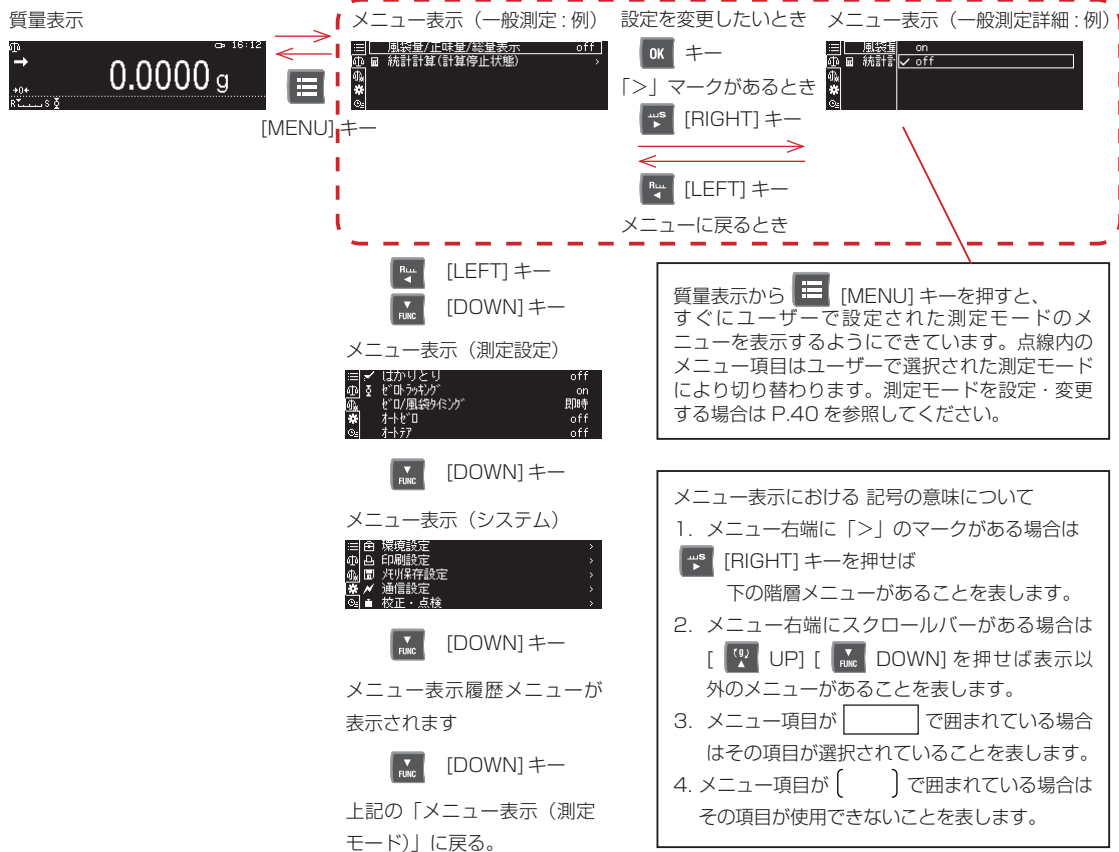 質量表示
16:12
0.0000 g
+0+
R S
[MENU] キー
メニュー表示（一般測定 : 例）
風袋量/正味量/総量表示 off
統計計算(計算停止状態) >
設定を変更したいとき
OK キー
「>」マークがあるとき
S [RIGHT] キー
R [LEFT] キー
メニューに戻るとき
メニュー表示（一般測定詳細 : 例）
風袋量 on
統計計 off
R [LEFT] キー
FUNC [DOWN] キー
メニュー表示（測定設定）
はかりとり off
ゼロトラッキング on
ゼロ/風袋タイミング 即時
オートゼロ off
オートテア off
FUNC [DOWN] キー
メニュー表示（システム）
環境設定 >
印刷設定 >
メモリ保存設定 >
通信設定 >
校正・点検 >
FUNC [DOWN] キー
メニュー表示履歴メニューが
表示されます
FUNC [DOWN] キー
上記の「メニュー表示（測定
モード）」に戻る。
質量表示から [MENU] キーを押すと、
すぐにユーザーで設定された測定モードのメ
ニューを表示するようにできています。点線内の
メニュー項目はユーザーで選択された測定モード
により切り替わります。測定モードを設定・変更
する場合は P.40 を参照してください。
メニュー表示における 記号の意味について
1. メニュー右端に「>」のマークがある場合は
S [RIGHT] キーを押せば
下の階層メニューがあることを表します。
2. メニュー右端にスクロールバーがある場合は
[ (g) UP] [ FUNC DOWN] を押せば表示以
外のメニューがあることを表します。
3. メニュー項目が で囲まれている場合
はその項目が選択されていることを表します。
4. メニュー項目が〔 〕で囲まれている場合は
その項目が使用できないことを表します。